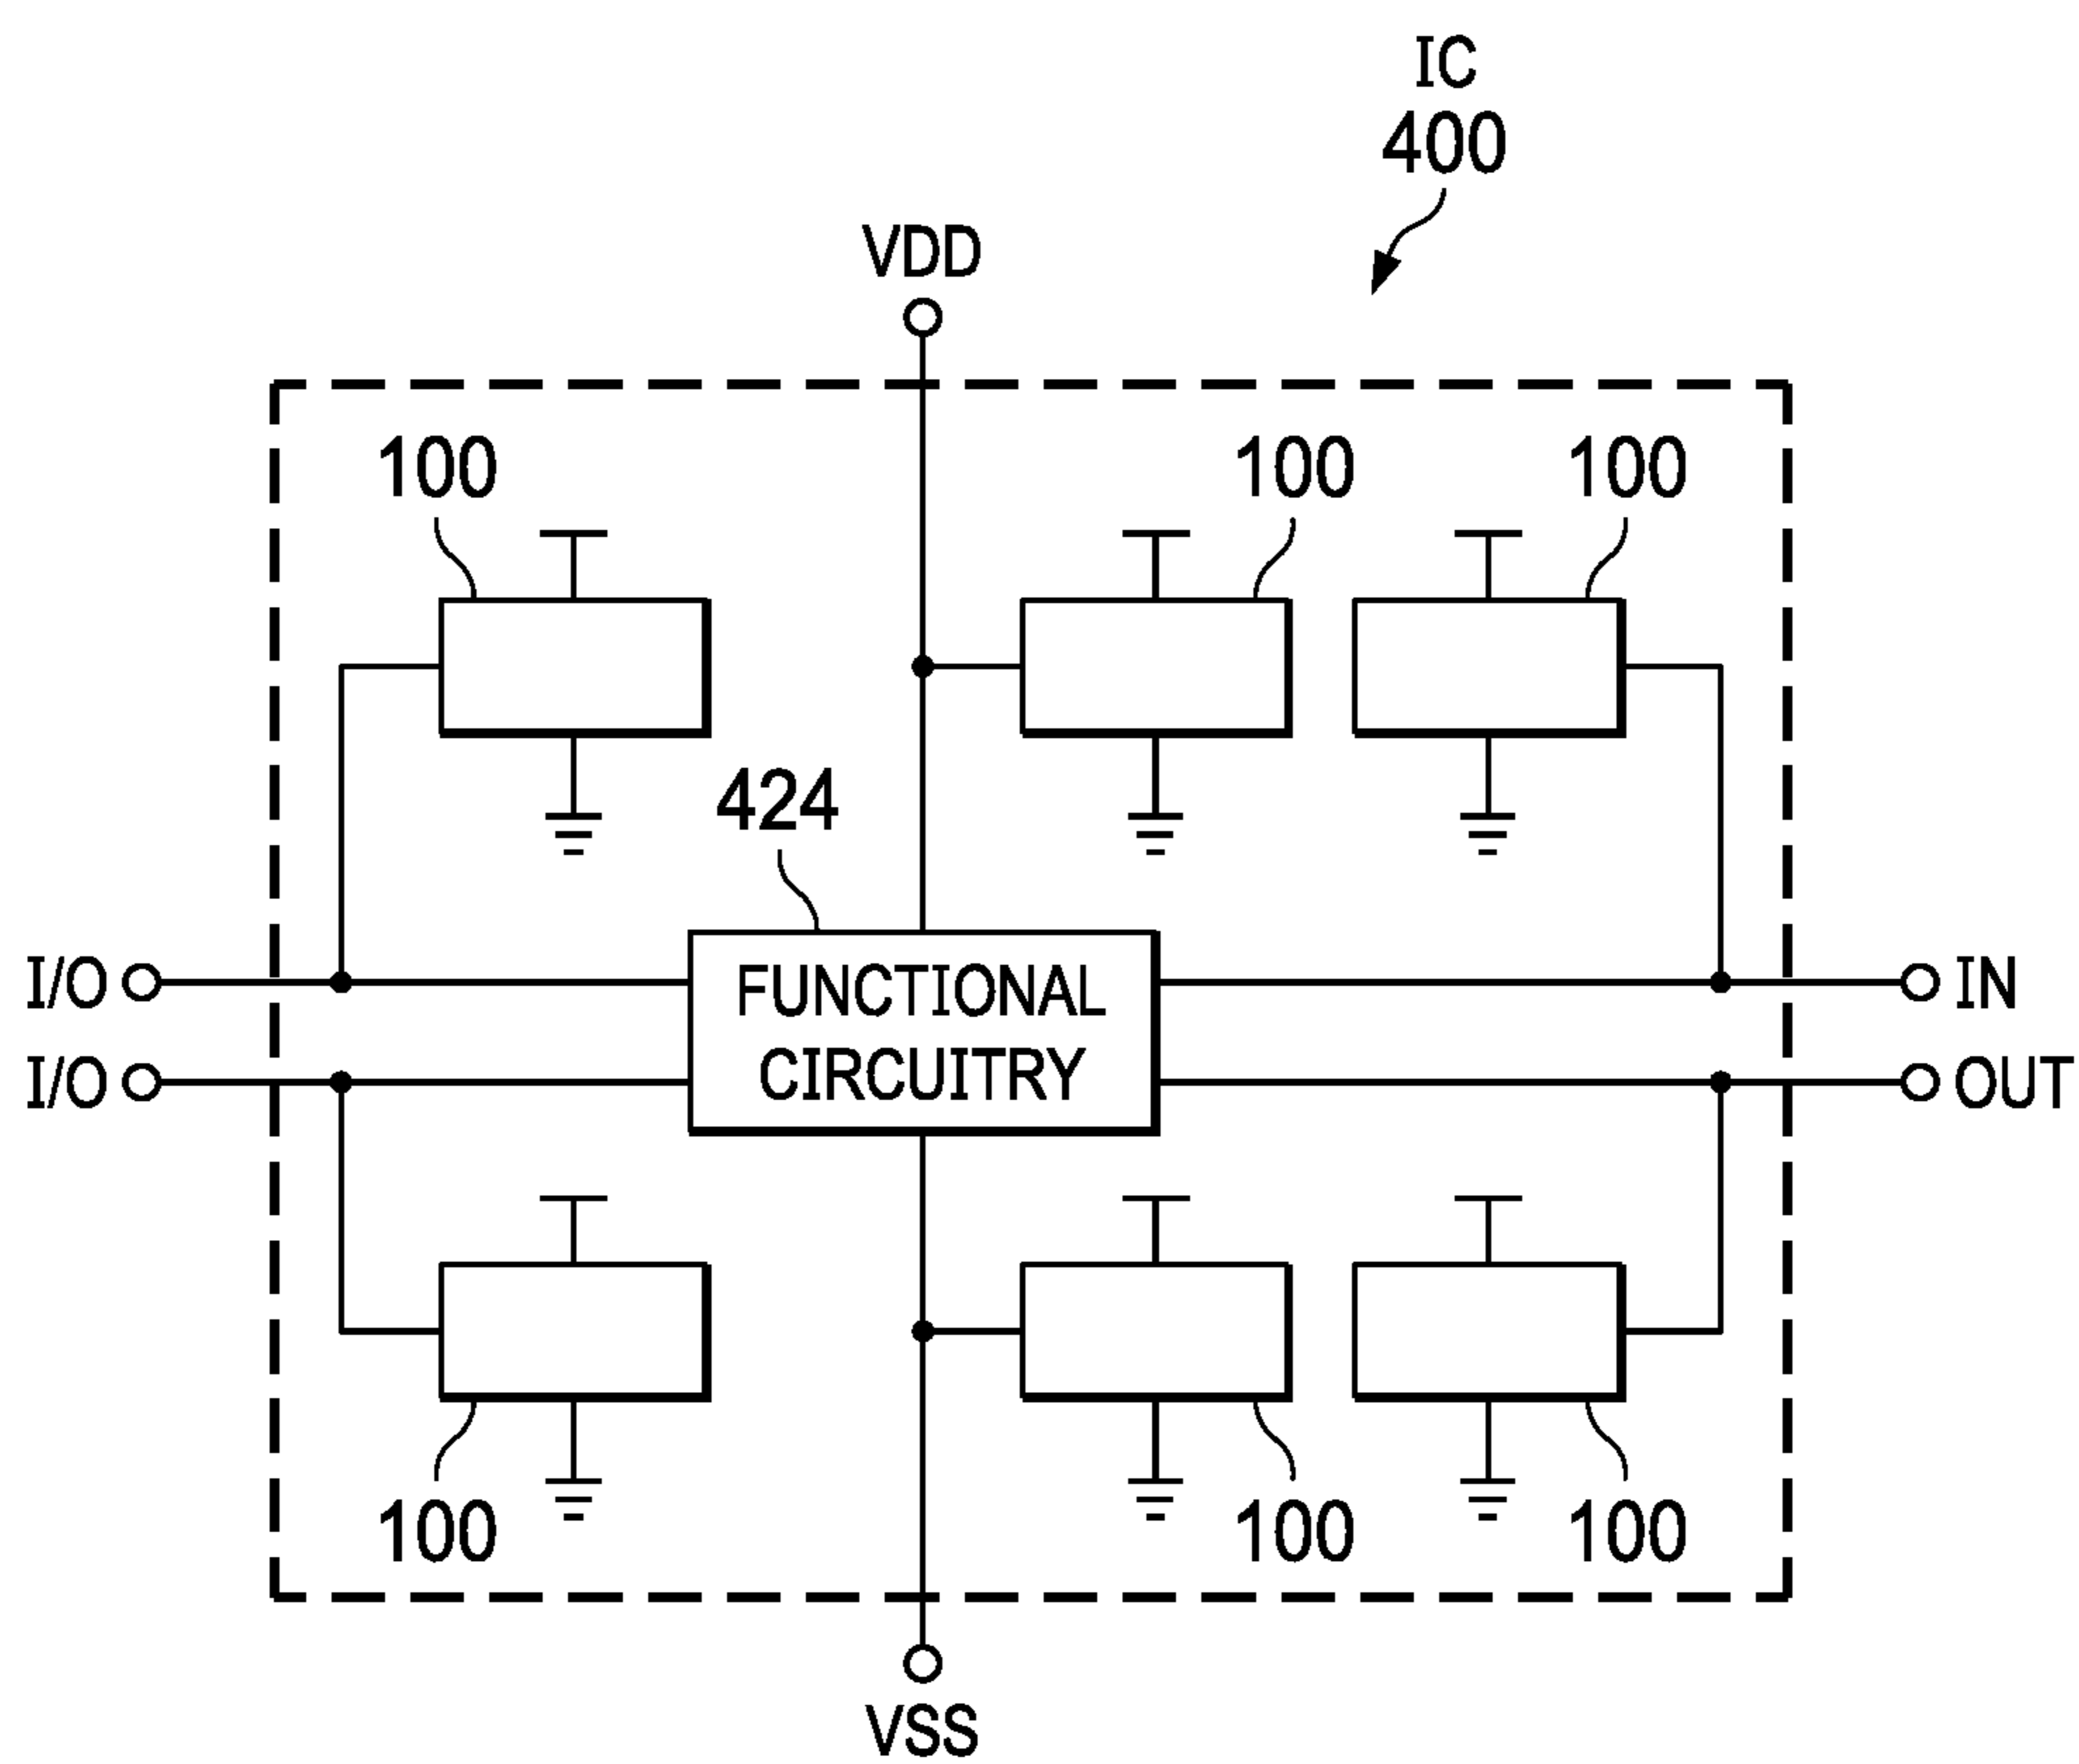 IC
400
VDD
100
100
100
424
I/O
FUNCTIONAL
CIRCUITRY
IN
I/O
OUT
100
100
100
VSS